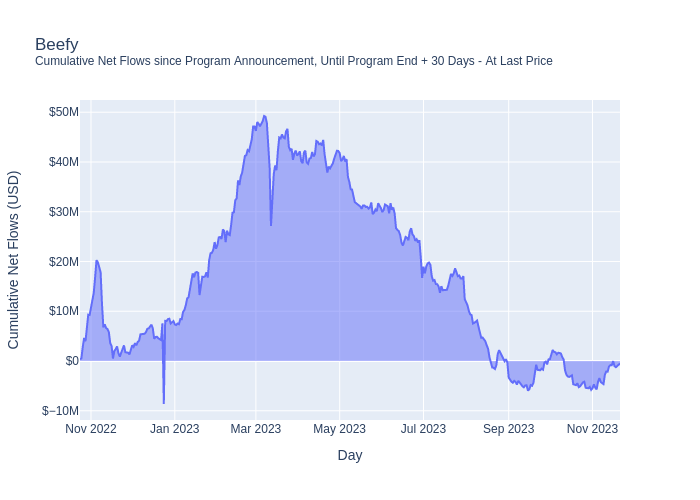 Beefy
Cumulative Net Flows since Program Announcement, Until Program End + 30 Days - At Last Price
Cumulative Net Flows (USD)
$50M
$40M
$30M
$20M
$10M
$0
$−10M
Nov 2022 Jan 2023 Mar 2023 May 2023 Jul 2023 Sep 2023 Nov 2023
Day